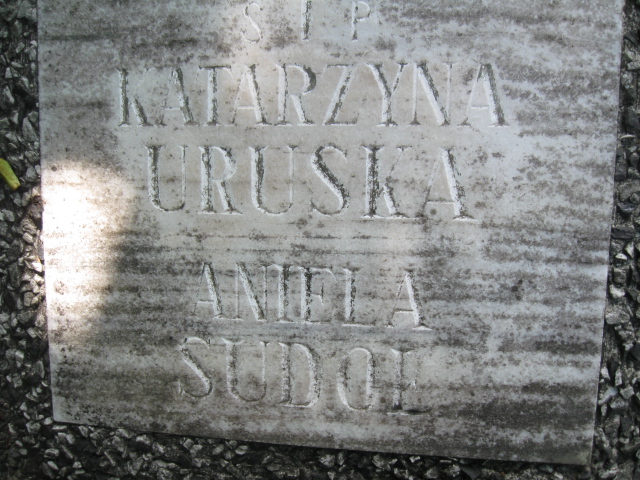 S I P
KATARZYNA
URUSKA
ANIELA
SUDOŁ